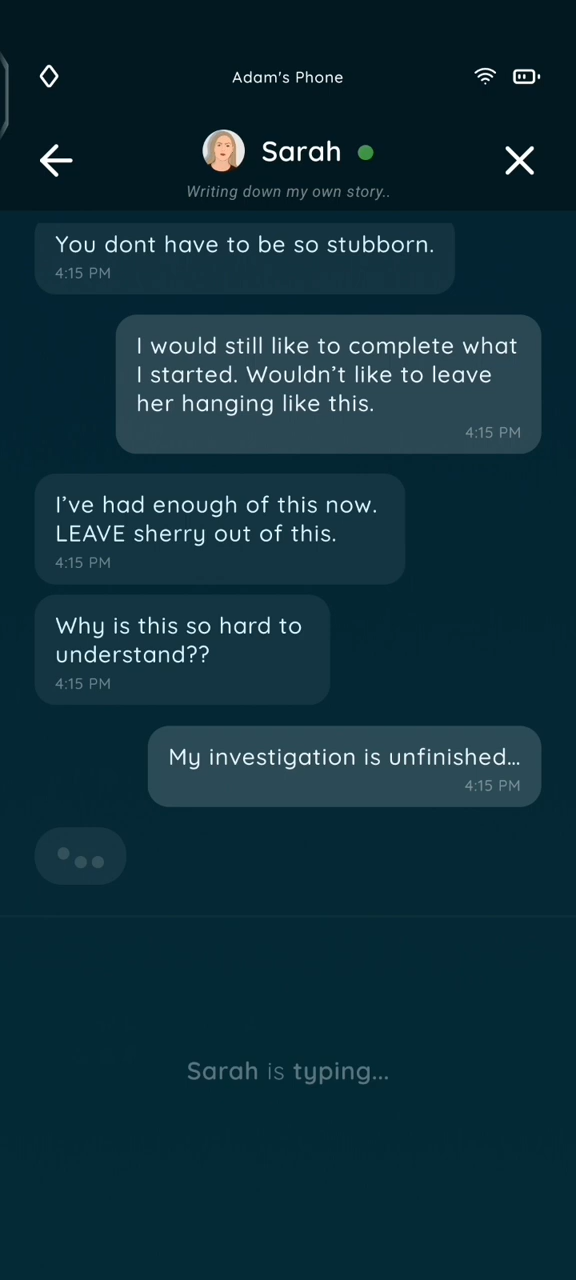 Adam's Phone
Sarah
Writing down my own story..
You dont have to be so stubborn.
4:15 PM
I would still like to complete what
I started. Wouldn’t like to leave
her hanging like this.
4:15 PM
I’ve had enough of this now.
LEAVE sherry out of this.
4:15 PM
Why is this so hard to
understand??
4:15 PM
My investigation is unfinished...
4:15 PM
Sarah is typing...